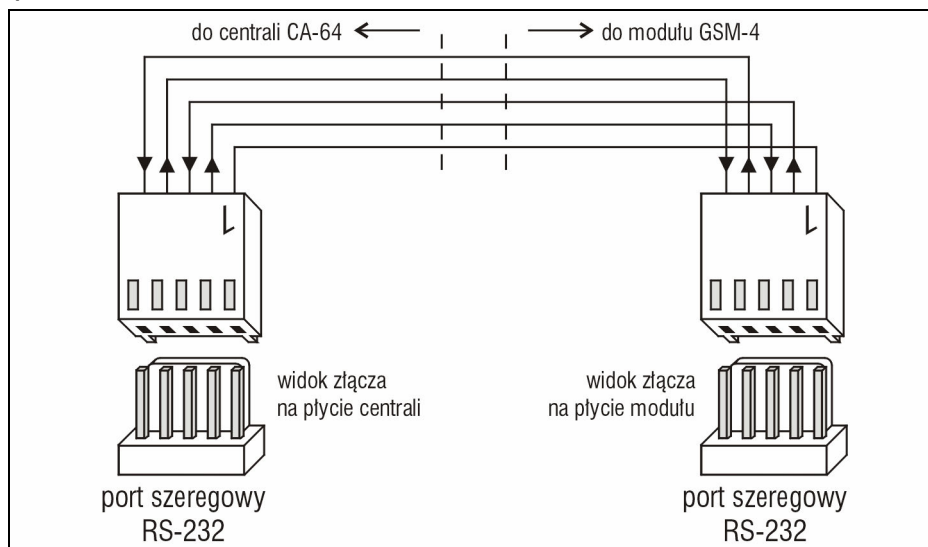 do centrali CA-64
do modułu GSM-4
widok złącza
na płycie centrali
widok złącza
na płycie modułu
port szeregowy
RS-232
port szeregowy
RS-232